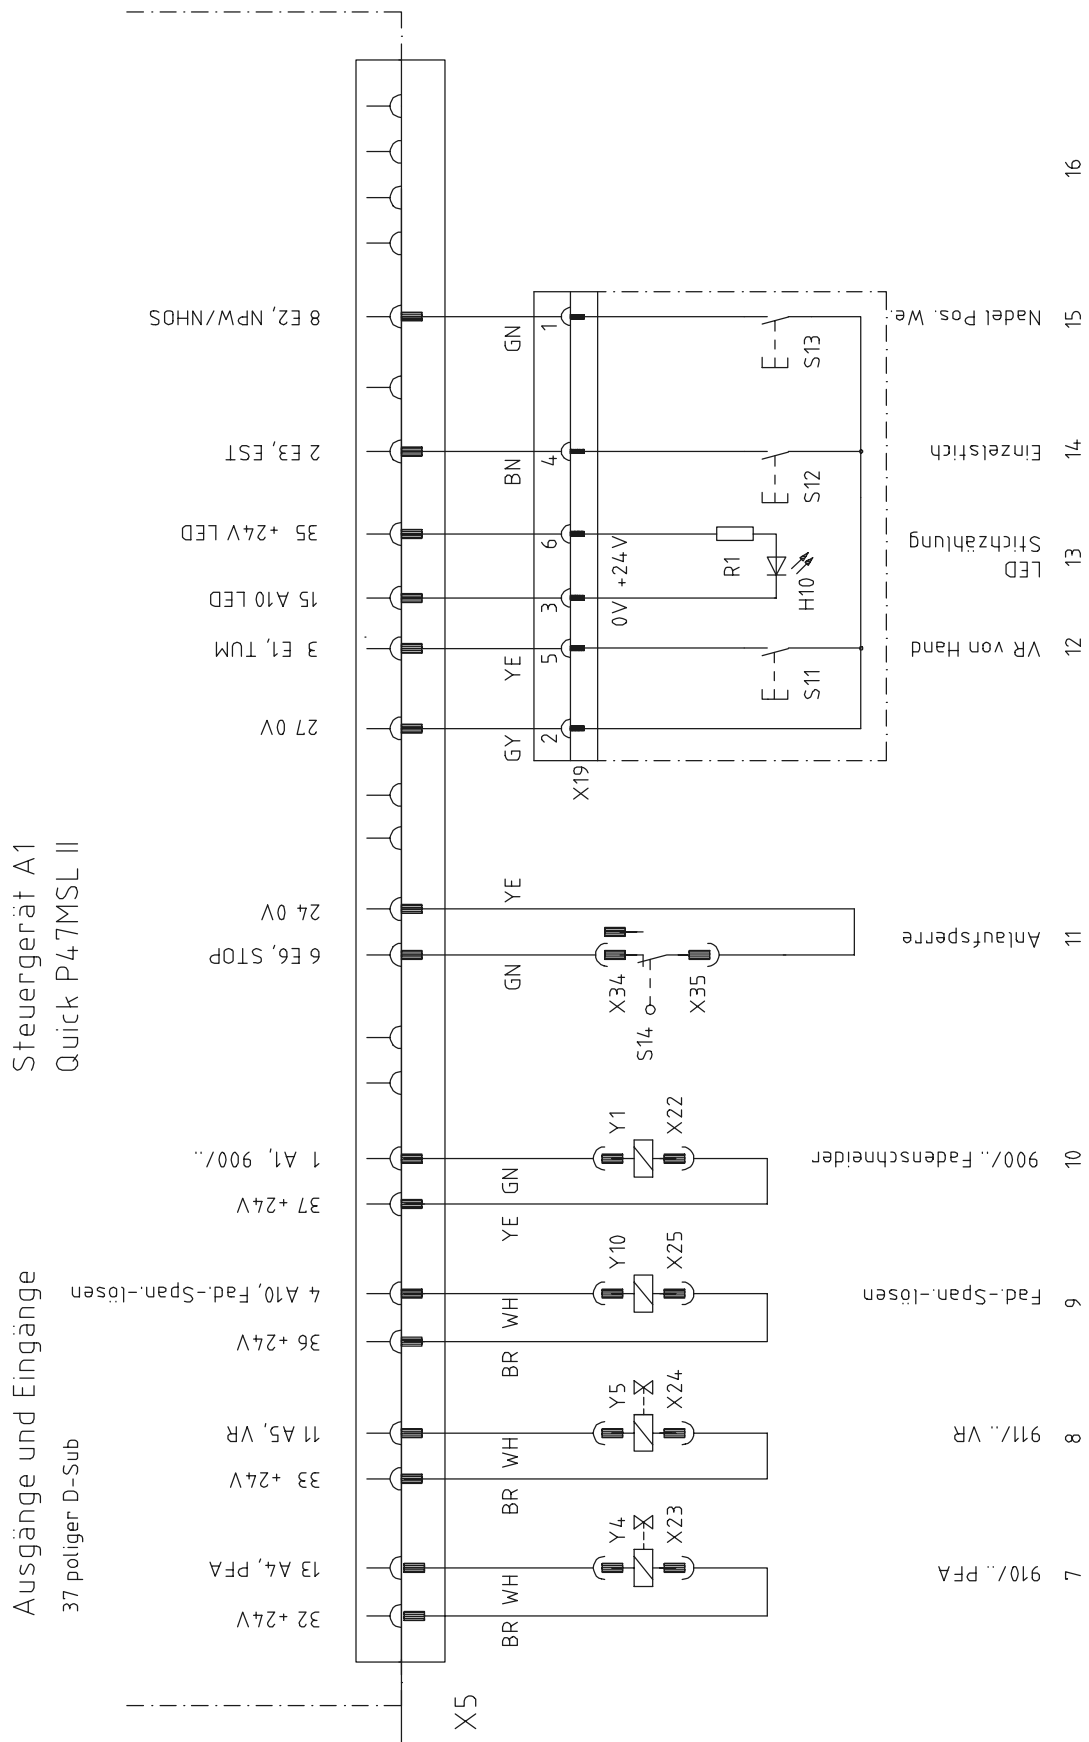 Steuergerät A1
Quick P47MSL II
Ausgänge und Eingänge
37 poliger D-Sub
X5
32 +24V
13 A4, PFA
33 +24V
11 A5, VR
36 +24V
4 A10, Fad.-Span.-lösen
37 +24V
1 A1, 900/..
6 E6, STOP
24 0V
27 0V
3 E1, TUM
15 A10 LED
35 +24V LED
2 E3, EST
8 E2, NPW/NHOS
BR
WH
BR
WH
BR
WH
YE
GN
GN
YE
GY
YE
BN
GN
2
5
3
6
4
1
X19
0V
+24V
Y4
X23
Y5
X24
Y10
X25
Y1
X22
X34
S14
X35
S11
H10
R1
S12
S13
910/.. PFA
911/.. VR
Fad.-Span.-lösen
900/.. Fadenschneider
Anlaufsperre
VR von Hand
LED
Stichzählung
Einzelstich
Nadel Pos. We.
7
8
9
10
11
12
13
14
15
16